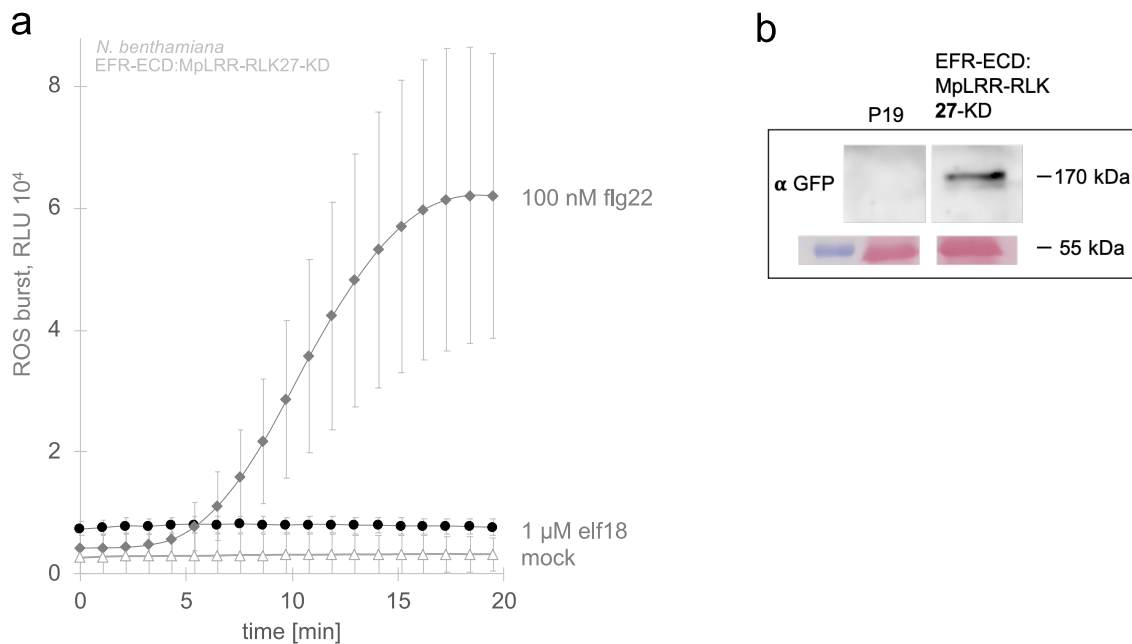 a
N. benthamiana
EFR-ECD:MpLRR-RLK27-KD
8
6
4
2
0
ROS burst, RLU 10⁴
100 nM flg22
1 µM elf18
mock
0 5 10 15 20
time [min]
b
EFR-ECD:
MpLRR-RLK
P19 27-KD
α GFP
170 kDa
55 kDa